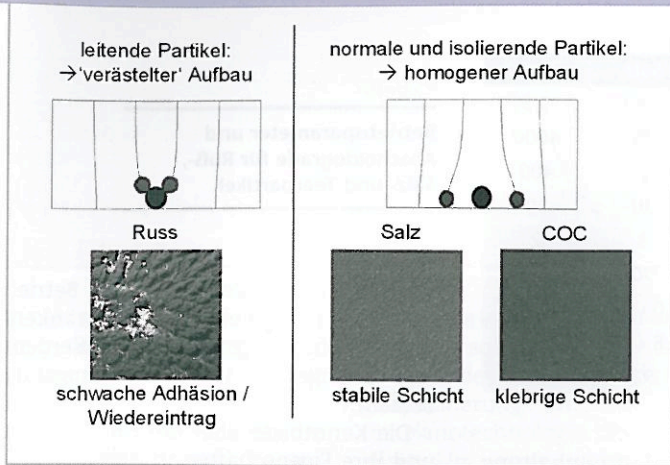 leitende Partikel:
→'verästelter' Aufbau
Russ
schwache Adhäsion /
Wiedereintrag
normale und isolierende Partikel:
→ homogener Aufbau
Salz
COC
stabile Schicht
klebrige Schicht